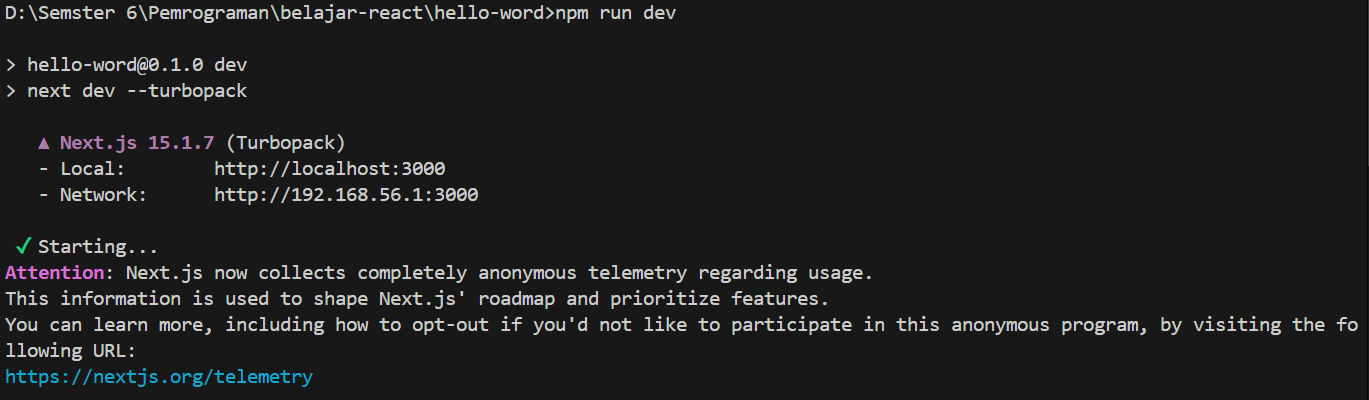 D:\Semster 6\Pemrograman\belajar-react\hello-word>npm run dev
> hello-word@0.1.0 dev
> next dev --turbopack
▲ Next.js 15.1.7 (Turbopack)
- Local:        http://localhost:3000
- Network:      http://192.168.56.1:3000
✓ Starting...
Attention: Next.js now collects completely anonymous telemetry regarding usage.
This information is used to shape Next.js' roadmap and prioritize features.
You can learn more, including how to opt-out if you'd not like to participate in this anonymous program, by visiting the fo
llowing URL:
https://nextjs.org/telemetry